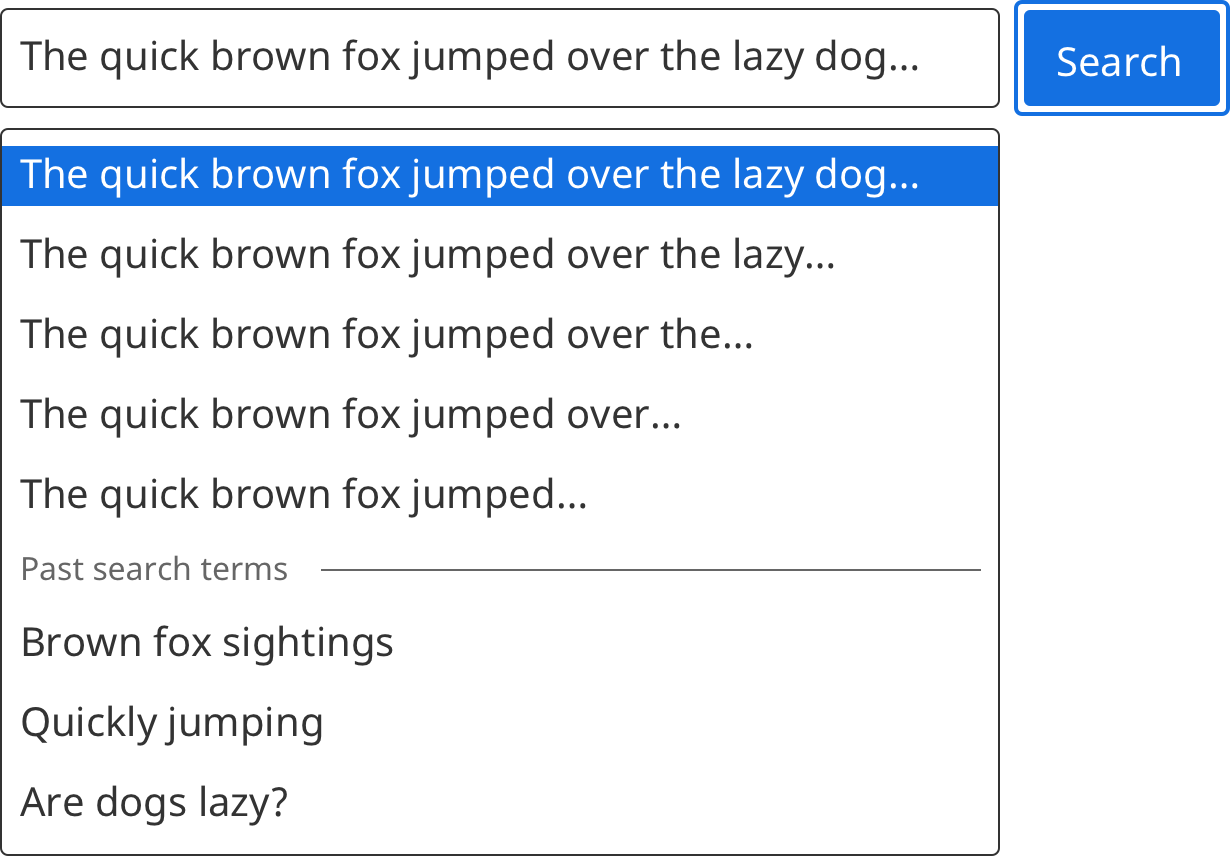 The quick brown fox jumped over the lazy dog...
Search
The quick brown fox jumped over the lazy dog...
The quick brown fox jumped over the lazy...
The quick brown fox jumped over the...
The quick brown fox jumped over...
The quick brown fox jumped...
Past search terms
Brown fox sightings
Quickly jumping
Are dogs lazy?